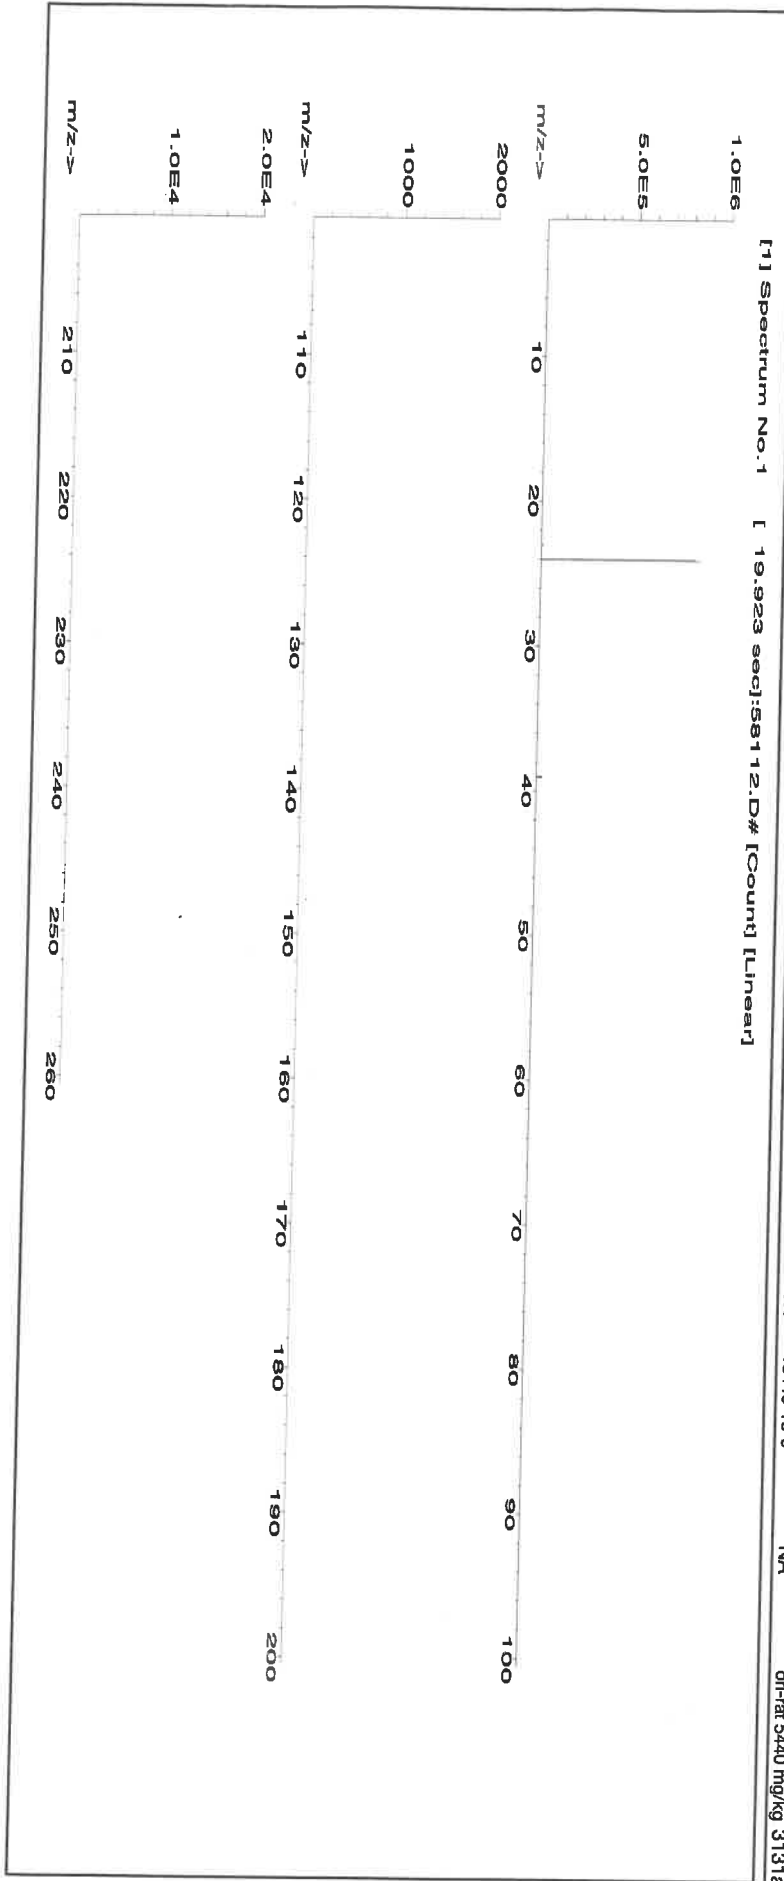 orl-rat 5440 mg/kg 3131a
NA
[1] Spectrum No.1 [ 19.923 sec]:58112.D# [Count] [Linear]
1.0E6
5.0E5
m/z-> 10 20 30 40 50 60 70 80 90 100
2000
1000
m/z-> 110 120 130 140 150 160 170 180 190 200
2.0E4
1.0E4
m/z-> 210 220 230 240 250 260